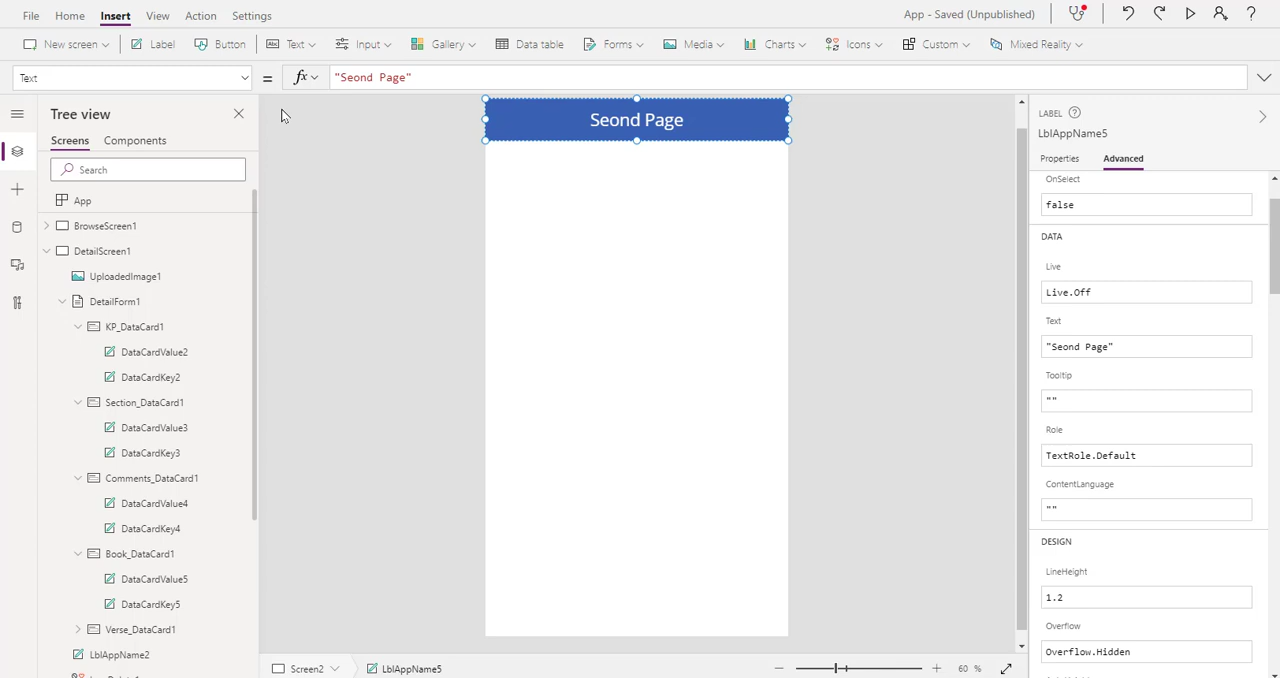 File Home Insert View Action Settings App - Saved (Unpublished) ?
New screen Label Button Text Input Gallery Data table Forms Media Charts Icons Custom Mixed Reality
Text = fx "Seond Page"
Tree view
Screens Components
Search
App
BrowseScreen1
DetailScreen1
UploadedImage1
DetailForm1
KP_DataCard1
DataCardValue2
DataCardKey2
Section_DataCard1
DataCardValue3
DataCardKey3
Comments_DataCard1
DataCardValue4
DataCardKey4
Book_DataCard1
DataCardValue5
DataCardKey5
Verse_DataCard1
LblAppName2
Seond Page
Screen2 LblAppName5 60 %
LABEL ?
LblAppName5
Properties Advanced
OnSelect
false
DATA
Live
Live.Off
Text
"Seond Page"
Tooltip
""
Role
TextRole.Default
ContentLanguage
""
DESIGN
LineHeight
1.2
Overflow
Overflow.Hidden